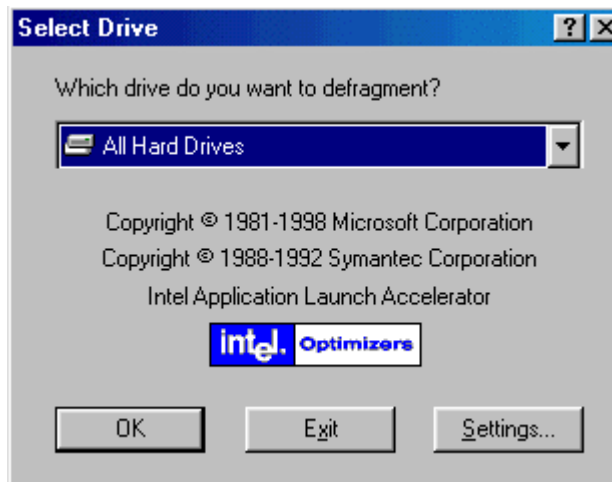 Select Drive
Which drive do you want to defragment?
All Hard Drives
Copyright © 1981-1998 Microsoft Corporation
Copyright © 1988-1992 Symantec Corporation
Intel Application Launch Accelerator
intel. Optimizers
OK Exit Settings...